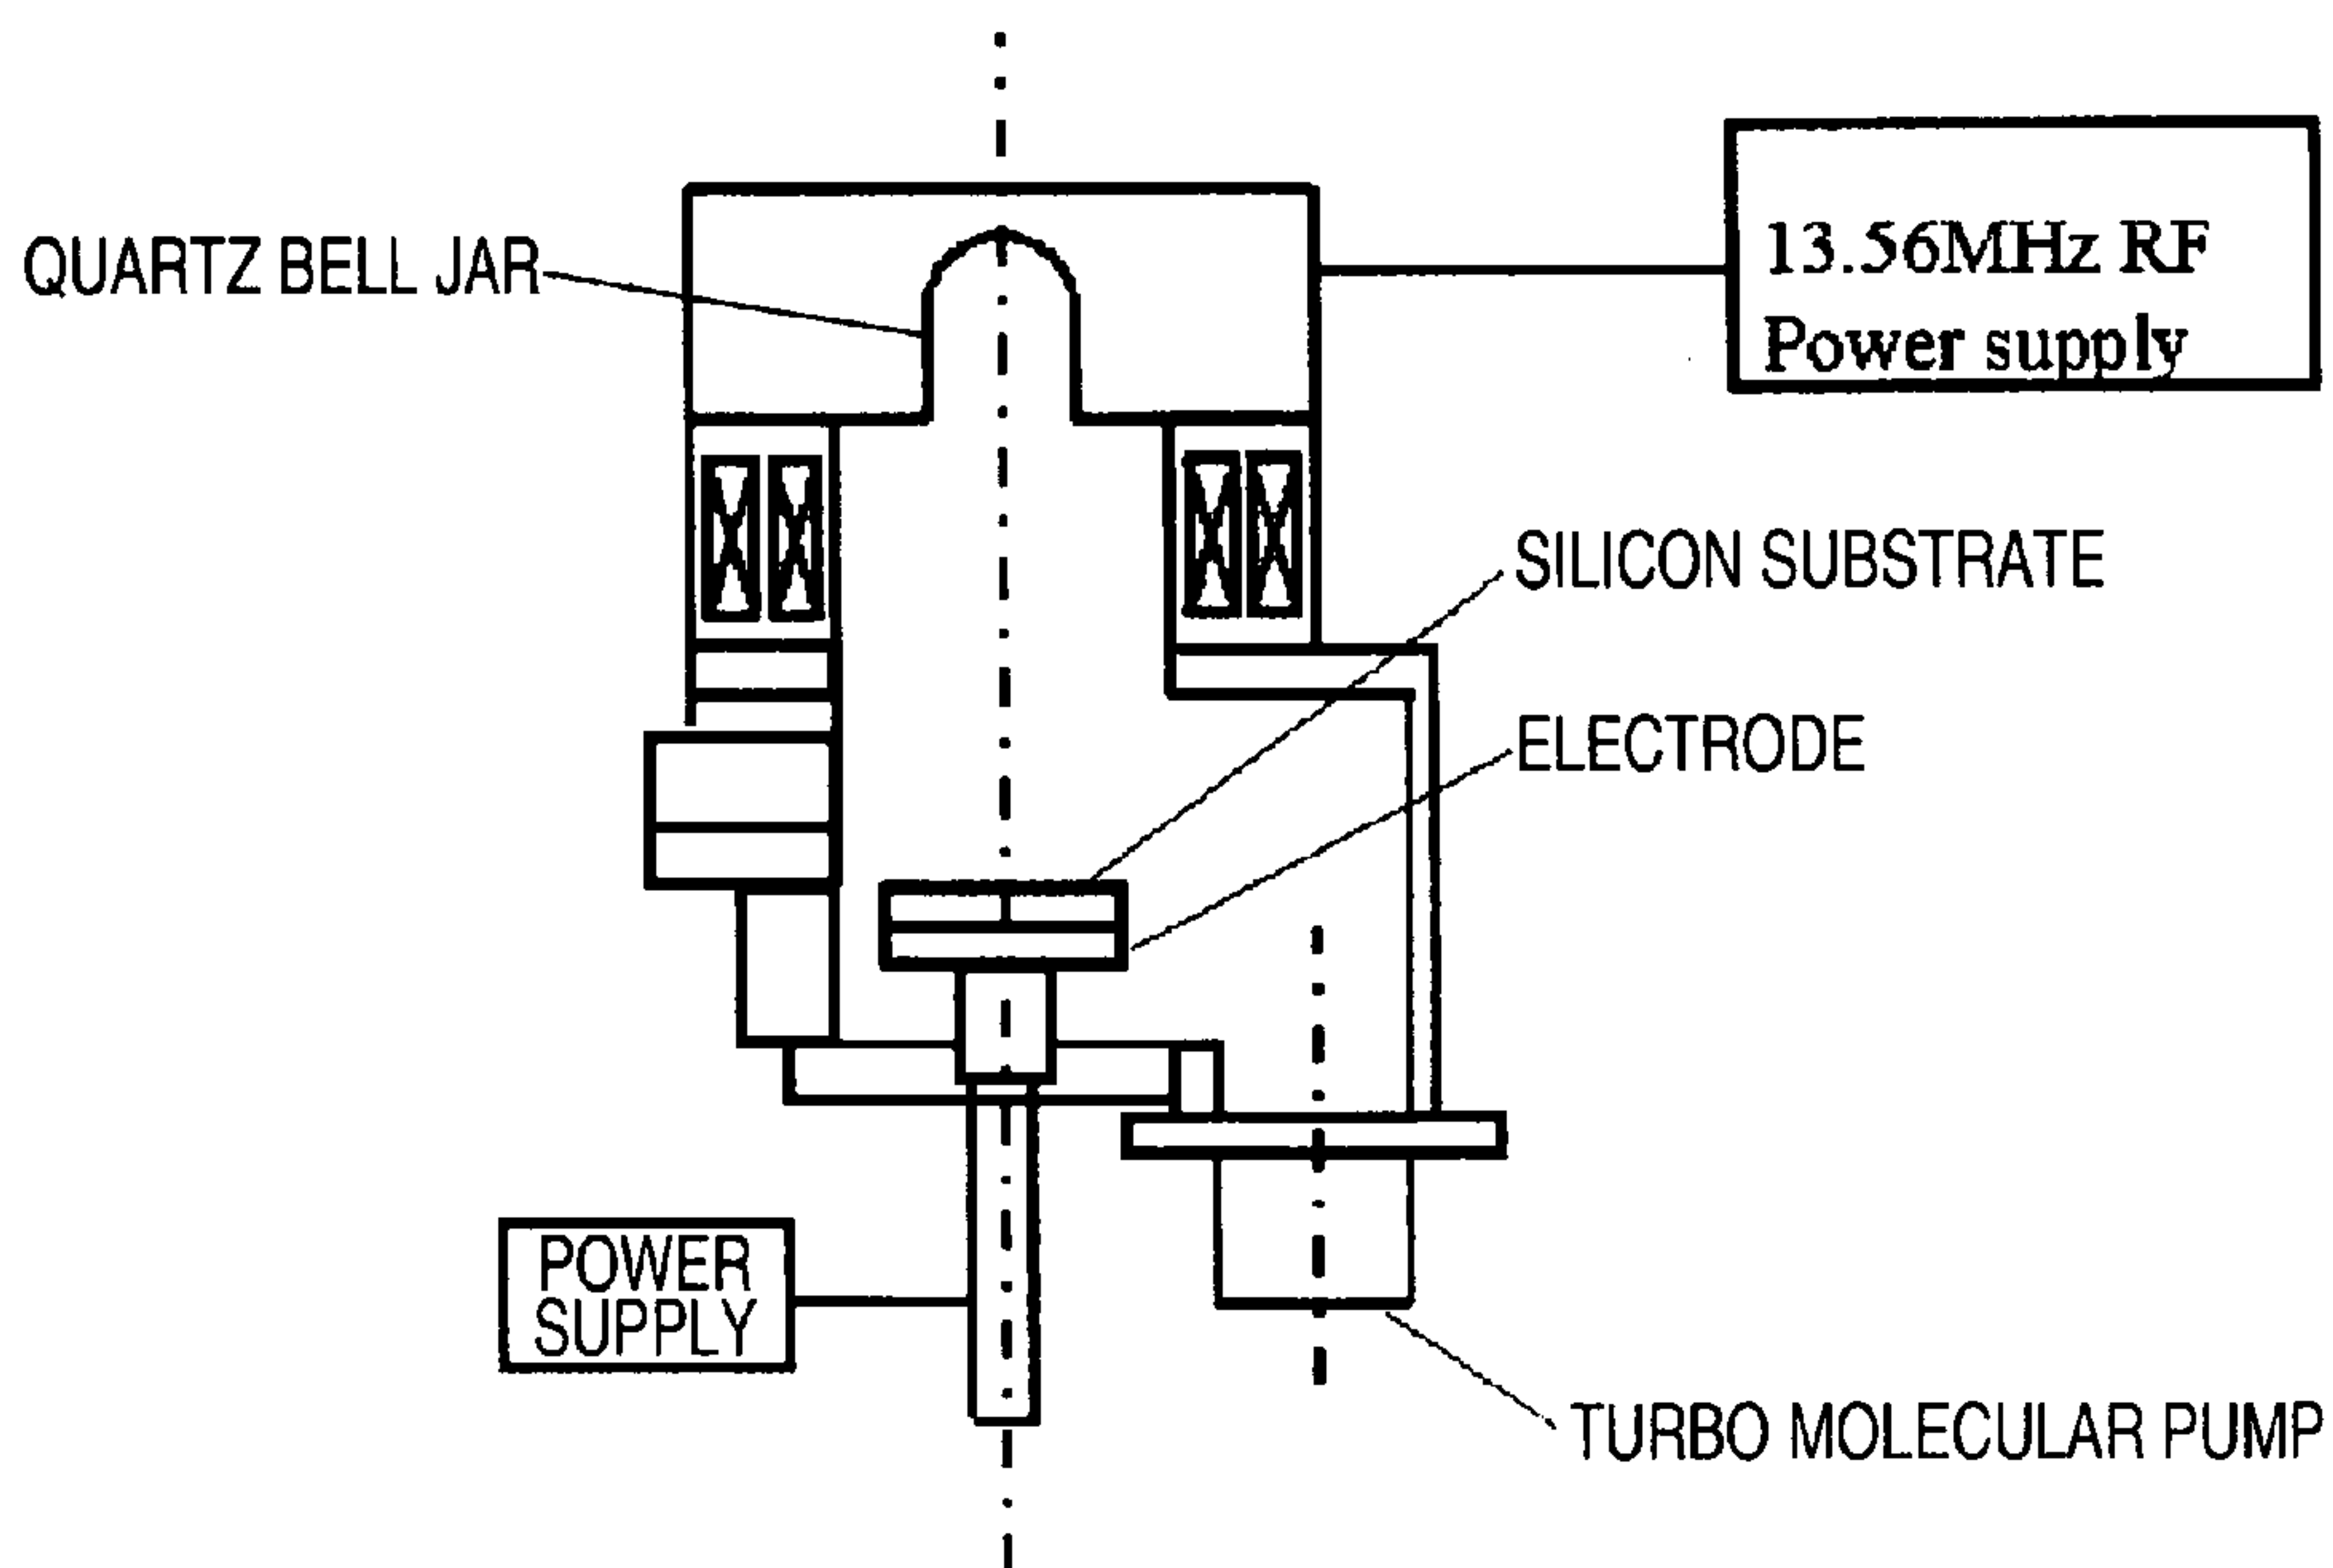 QUARTZ BELL JAR
13.56MHz RF
Power supply
SILICON SUBSTRATE
ELECTRODE
POWER
SUPPLY
TURBO MOLECULAR PUMP